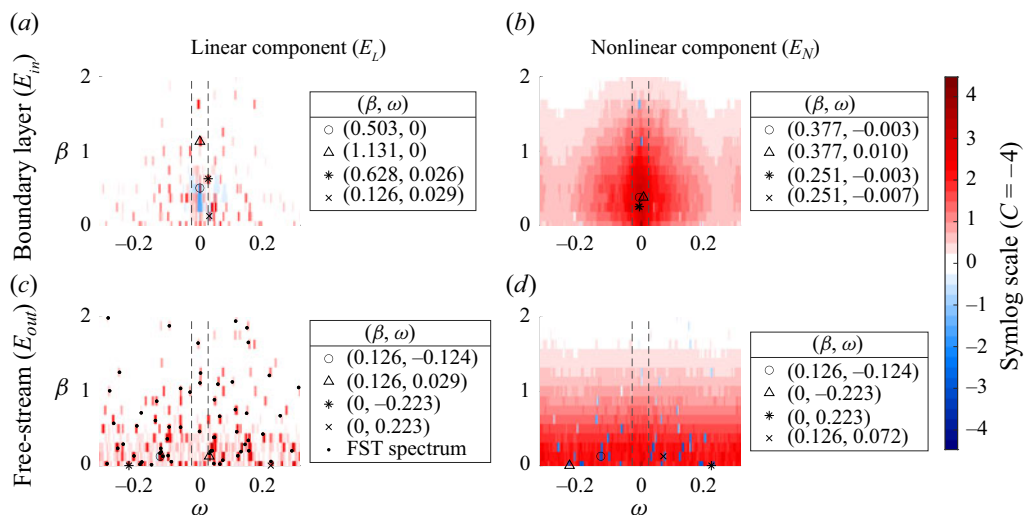 (a)
Linear component (E_L)
(b)
Nonlinear component (E_N)
Boundary layer (E_in)
β
2
1
0
−0.2
0
0.2
ω
(β, ω)
(0.503, 0)
(1.131, 0)
(0.628, 0.026)
(0.126, 0.029)
2
1
0
−0.2
0
0.2
ω
(β, ω)
(0.377, −0.003)
(0.377, 0.010)
(0.251, −0.003)
(0.251, −0.007)
(c)
Free-stream (E_out)
β
2
1
0
−0.2
0
0.2
ω
(β, ω)
(0.126, −0.124)
(0.126, 0.029)
(0, −0.223)
(0, 0.223)
FST spectrum
(d)
2
1
0
−0.2
0
0.2
ω
(β, ω)
(0.126, −0.124)
(0, −0.223)
(0, 0.223)
(0.126, 0.072)
4
3
2
1
0
−1
−2
−3
−4
Symlog scale (C = −4)